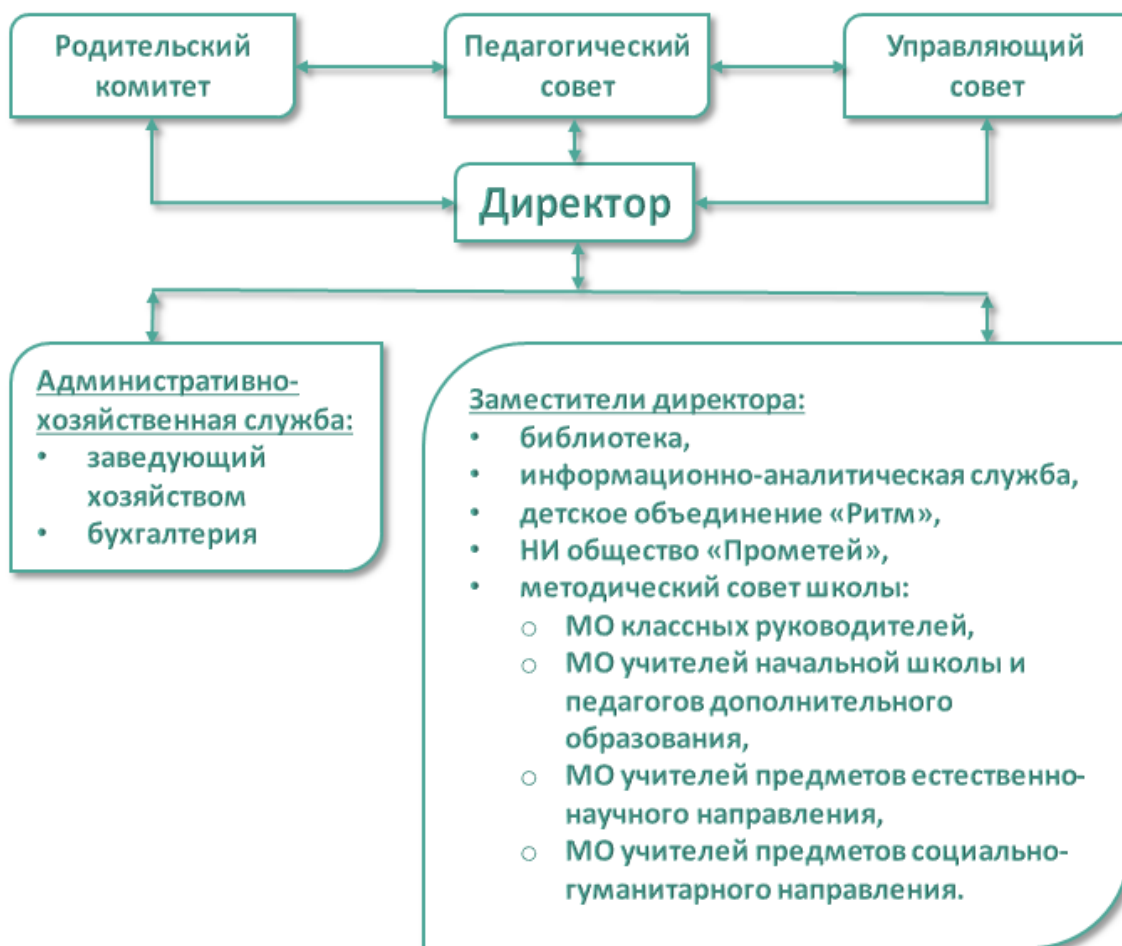 Родительский
комитет
Педагогический
совет
Управляющий
совет
Директор
Административно-
хозяйственная служба:
• заведующий
хозяйством
• бухгалтерия
Заместители директора:
• библиотека,
• информационно-аналитическая служба,
• детское объединение «Ритм»,
• НИ общество «Прометей»,
• методический совет школы:
○ МО классных руководителей,
○ МО учителей начальной школы и
педагогов дополнительного
образования,
○ МО учителей предметов естественно-
научного направления,
○ МО учителей предметов социально-
гуманитарного направления.